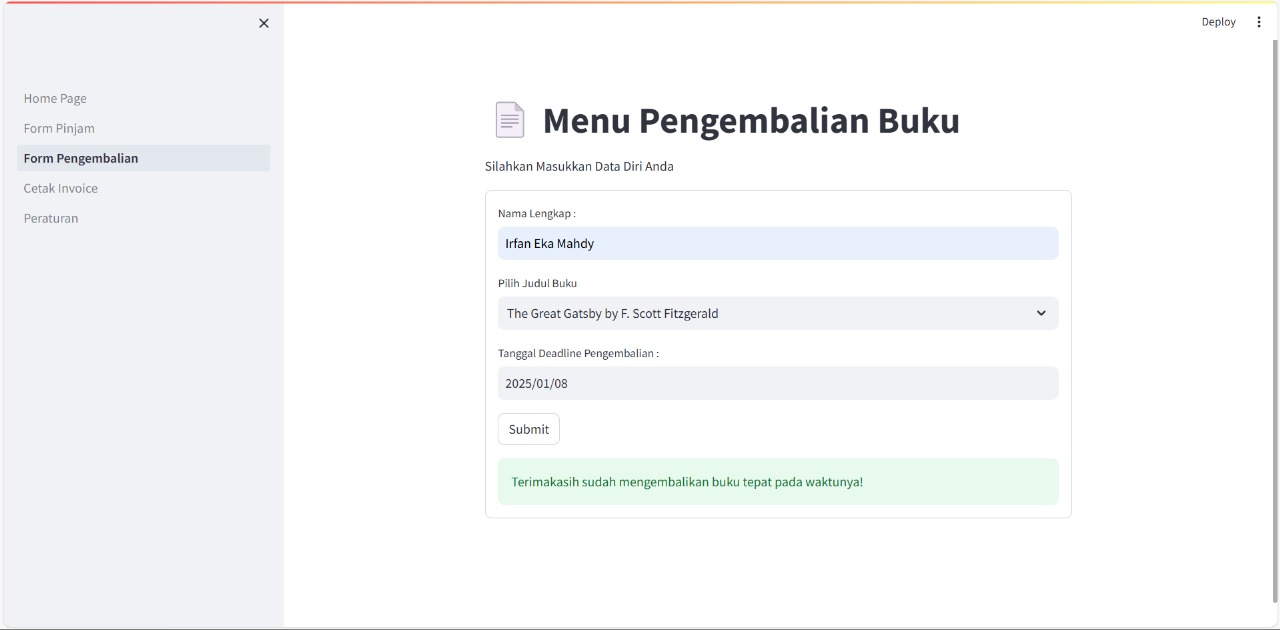 Deploy
Home Page
Form Pinjam
Form Pengembalian
Cetak Invoice
Peraturan
Menu Pengembalian Buku
Silahkan Masukkan Data Diri Anda
Nama Lengkap :
Irfan Eka Mahdy
Pilih Judul Buku
The Great Gatsby by F. Scott Fitzgerald
Tanggal Deadline Pengembalian :
2025/01/08
Submit
Terimakasih sudah mengembalikan buku tepat pada waktunya!